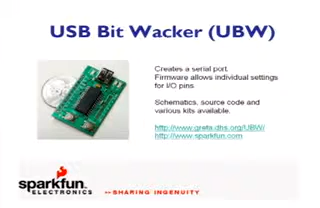 USB Bit Wacker (UBW)
Creates a serial port.
Firmware allows individual settings
for I/O pins
Schematics, source code and
various kits available.
http://www.greta.dhs.org/UBW/
http://www.sparkfun.com
sparkfun
ELECTRONICS
SHARING INGENUITY